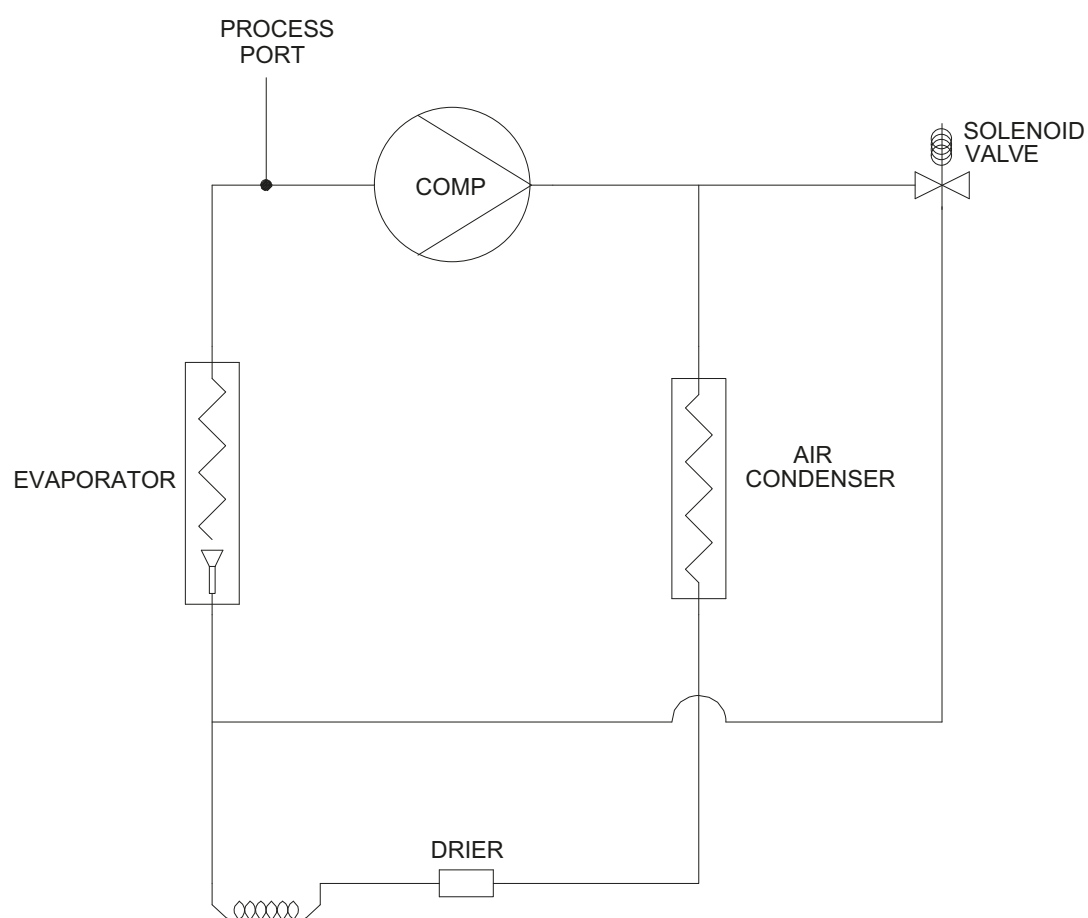 PROCESS
PORT
SOLENOID
VALVE
COMP
EVAPORATOR
AIR
CONDENSER
DRIER